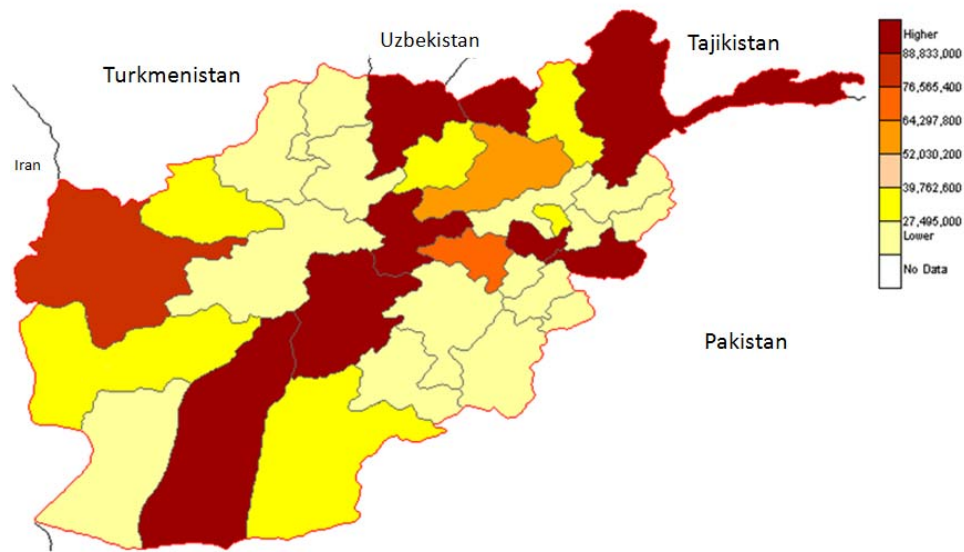 Uzbekistan
Tajikistan
Turkmenistan
Iran
Pakistan
Higher
88,833,000
76,565,400
64,297,800
52,030,200
39,762,600
27,495,000
Lower
No Data